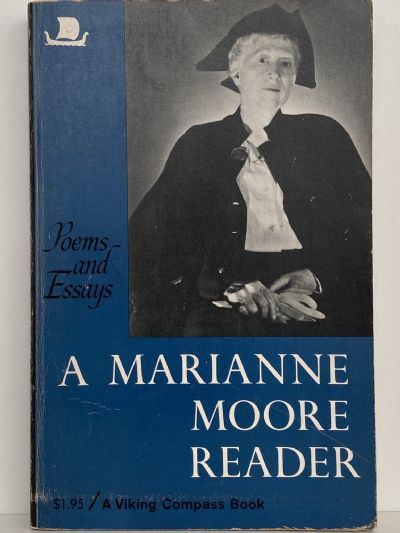 Poems
and
Essays
A MARIANNE
MOORE
READER
$1.95 / A Viking Compass Book